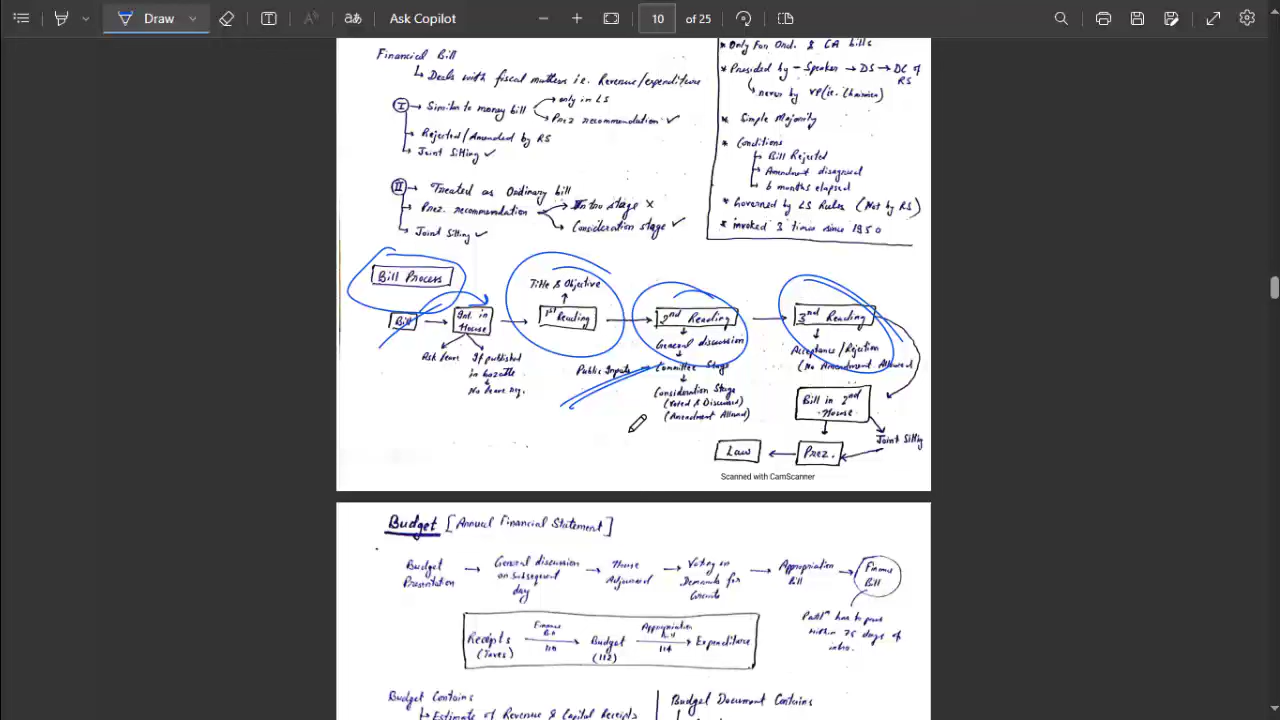 Draw
Ask Copilot
10 of 25
Financial Bill
Deals with fiscal matters i.e. Revenue/expenditure
I Similar to money bill
only in LS
Prez recommendation ✓
Rejected/Amended by RS
Joint Sitting ✓
II Treated as Ordinary bill
Prez. recommendation
Intro stage ×
Consideration stage ✓
Joint Sitting ✓
* Only for Ord. & CA bills
* Presided by - Speaker → DS → DC of RS
never by VP (i.e. Chairman)
* Simple Majority
* Conditions
Bill Rejected
Amendment disagreed
6 months elapsed
* Governed by LS Rules (Not by RS)
* invoked 3 times since 1950
Bill Process
Bill
Int. in House
Ask leave
If published in Gazette
No leave req.
Title & Objective
1st Reading
2nd Reading
General discussion
Public Inputs
Committee Stage
Consideration Stage
(Voted & Discussed)
(Amendment Allowed)
3rd Reading
Acceptance/Rejection
(No Amendment Allowed
Bill in 2nd House
Joint Sitting
Prez.
Law
Scanned with CamScanner
Budget [Annual Financial Statement]
Budget Presentation → General discussion on Subsequent day → House Adjourned → Voting on Demands for Grants → Appropriation Bill → Finance Bill
has to pass within 75 days of intro.
Receipts (Taxes)
Finance Bill
110
Budget (112)
Appropriation Bill
114
Expenditure
Budget Contains
Estimate of Revenue & Capital Receipts
Budget Document Contains